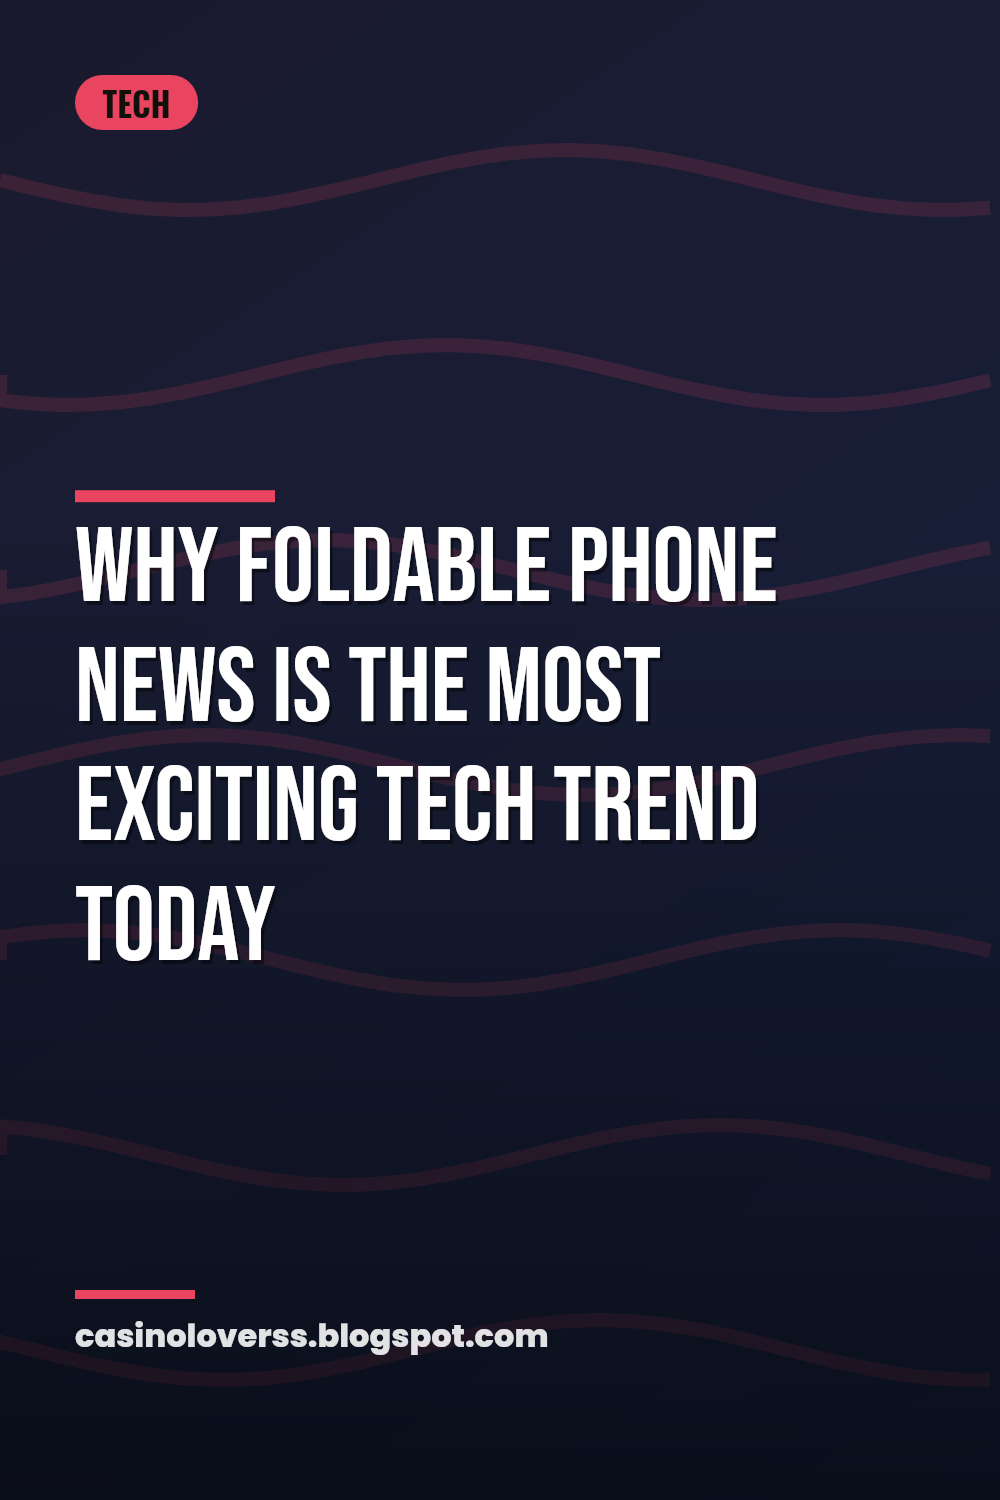 TECH
WHY FOLDABLE PHONE
NEWS IS THE MOST
EXCITING TECH TREND
TODAY
casinoloverss.blogspot.com